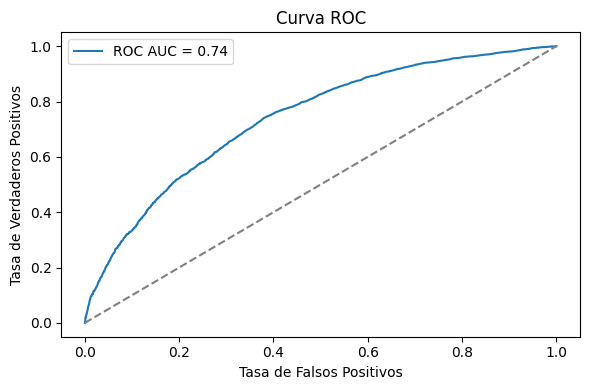 Curva ROC
ROC AUC = 0.74
Tasa de Verdaderos Positivos
1.0
0.8
0.6
0.4
0.2
0.0
0.0 0.2 0.4 0.6 0.8 1.0
Tasa de Falsos Positivos